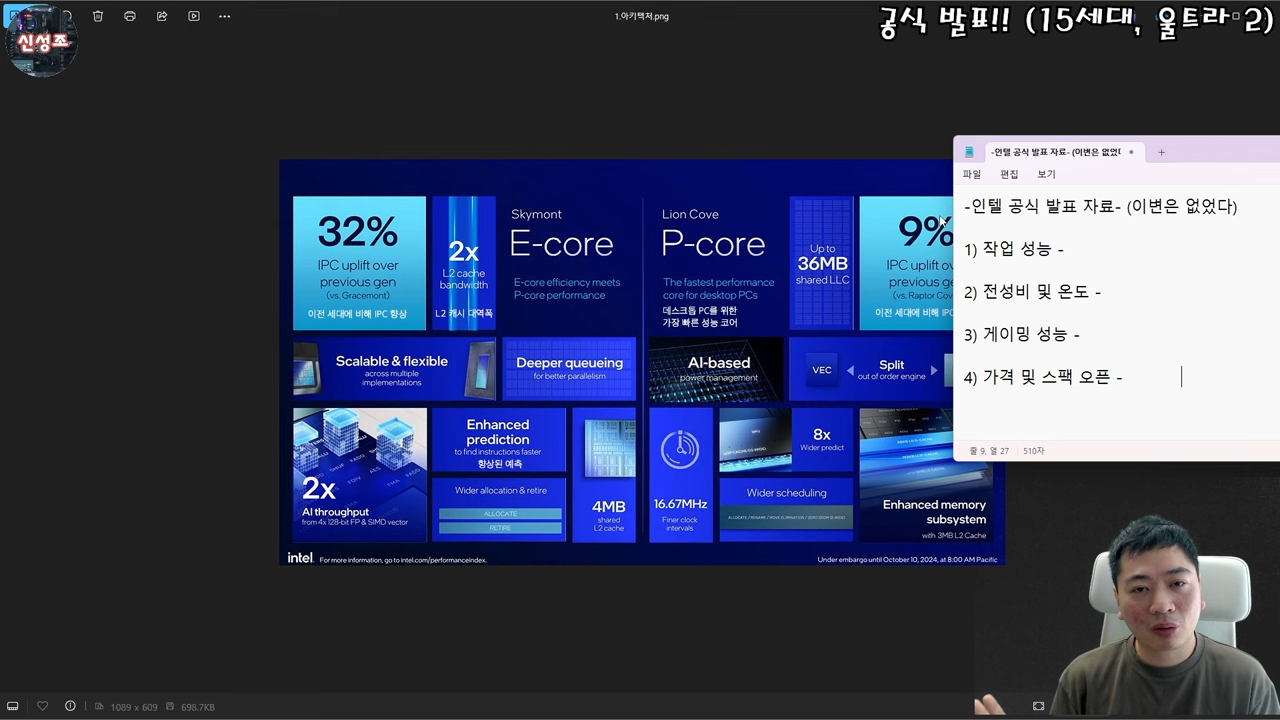 신성조
1.아키택처.png
공식 발표!! (15세대, 울트라 2)
32%
IPC uplift over
previous gen
(vs. Gracemont)
이전 세대에 비해 IPC 향상
2x
L2 cache
bandwidth
L2 캐시 대역폭
Skymont
E-core
E-core efficiency meets
P-core performance
Lion Cove
P-core
The fastest performance
core for desktop PCs
데스크톱 PC를 위한
가장 빠른 성능 코어
Up to
36MB
shared LLC
9%
IPC uplift
previous gen
(vs. Raptor
이전 세대에 비해
Scalable & flexible
across multiple
implementations
Deeper queueing
for better parallelism
AI-based
power management
VEC
Split
out of order engine
2x
AI throughput
from 4x 128-bit FP & SIMD vector
Enhanced
prediction
to find instructions faster
향상된 예측
Wider allocation & retire
ALLOCATE
RETIRE
4MB
shared
L2 cache
16.67MHz
Finer clock
intervals
8x
Wider predict
Wider scheduling
Enhanced memory
subsystem
with 3MB L2 Cache
intel.
For more information, go to intel.com/performanceindex.
Under embargo until October 10, 2024, at 8:00 AM Pacific
-인텔 공식 발표 자료- (이변은 없었
파일 편집 보기
-인텔 공식 발표 자료- (이변은 없었다)
1) 작업 성능 -
2) 전성비 및 온도 -
3) 게이밍 성능 -
4) 가격 및 스팩 오픈 -
줄 9, 열 27 510자
1089 x 609 698.7KB